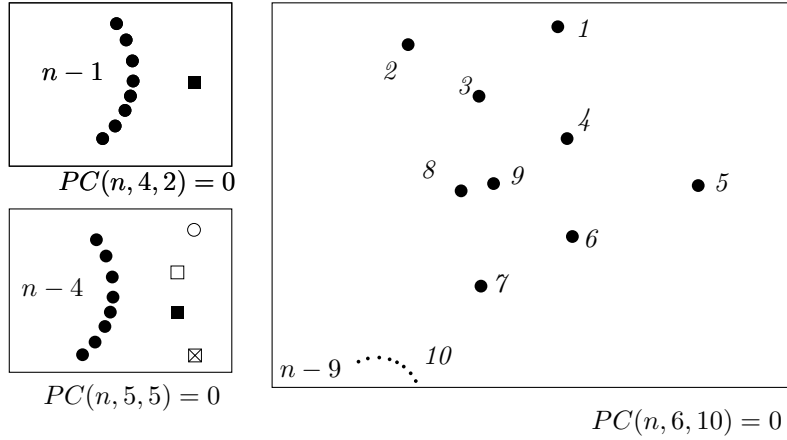 n − 1
PC(n, 4, 2) = 0
n − 4
PC(n, 5, 5) = 0
1
2
3
4
8
9
5
6
7
n − 9
10
PC(n, 6, 10) = 0